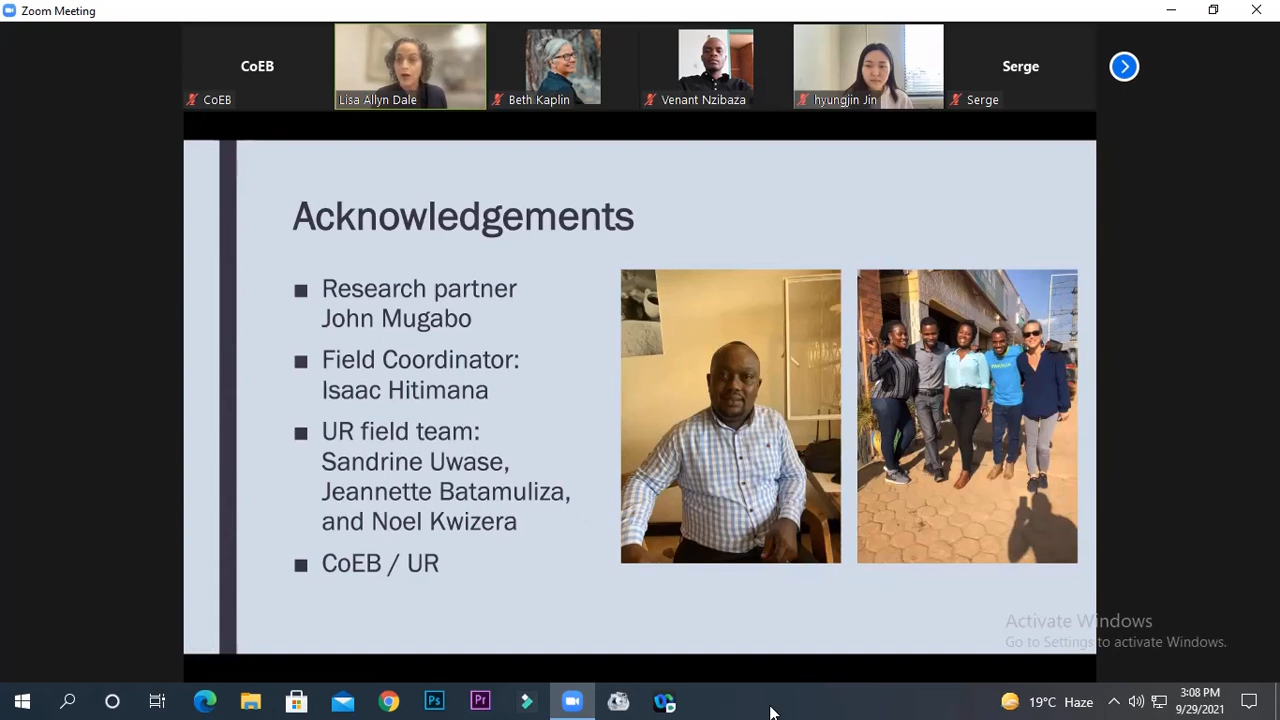 Zoom Meeting
CoEB
Serge
CoEB
Lisa Allyn Dale
Beth Kaplin
Venant Nzibaza
hyungjin Jin
Serge
Acknowledgements
Research partner
John Mugabo
Field Coordinator:
Isaac Hitimana
UR field team:
Sandrine Uwase,
Jeannette Batamuliza,
and Noel Kwizera
CoEB / UR
Activate Windows
Go to Settings to activate Windows.
Ps
Pr
19°C Haze
3:08 PM
9/29/2021